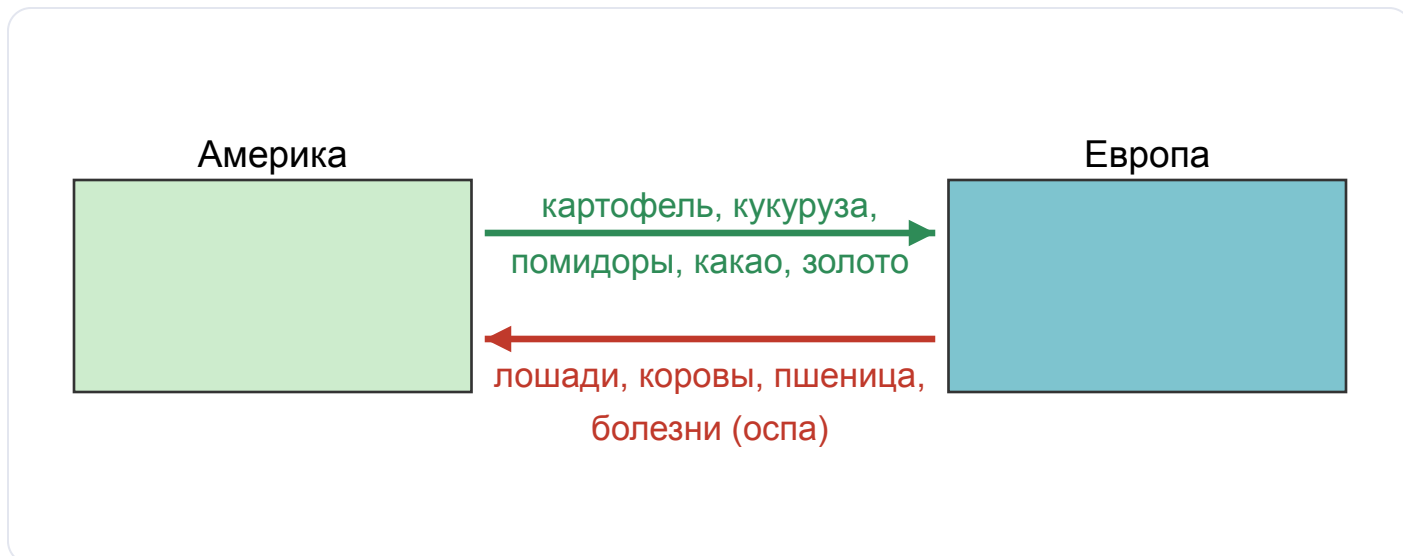 Америка
Европа
картофель, кукуруза,
помидоры, какао, золото
лошади, коровы, пшеница,
болезни (оспа)